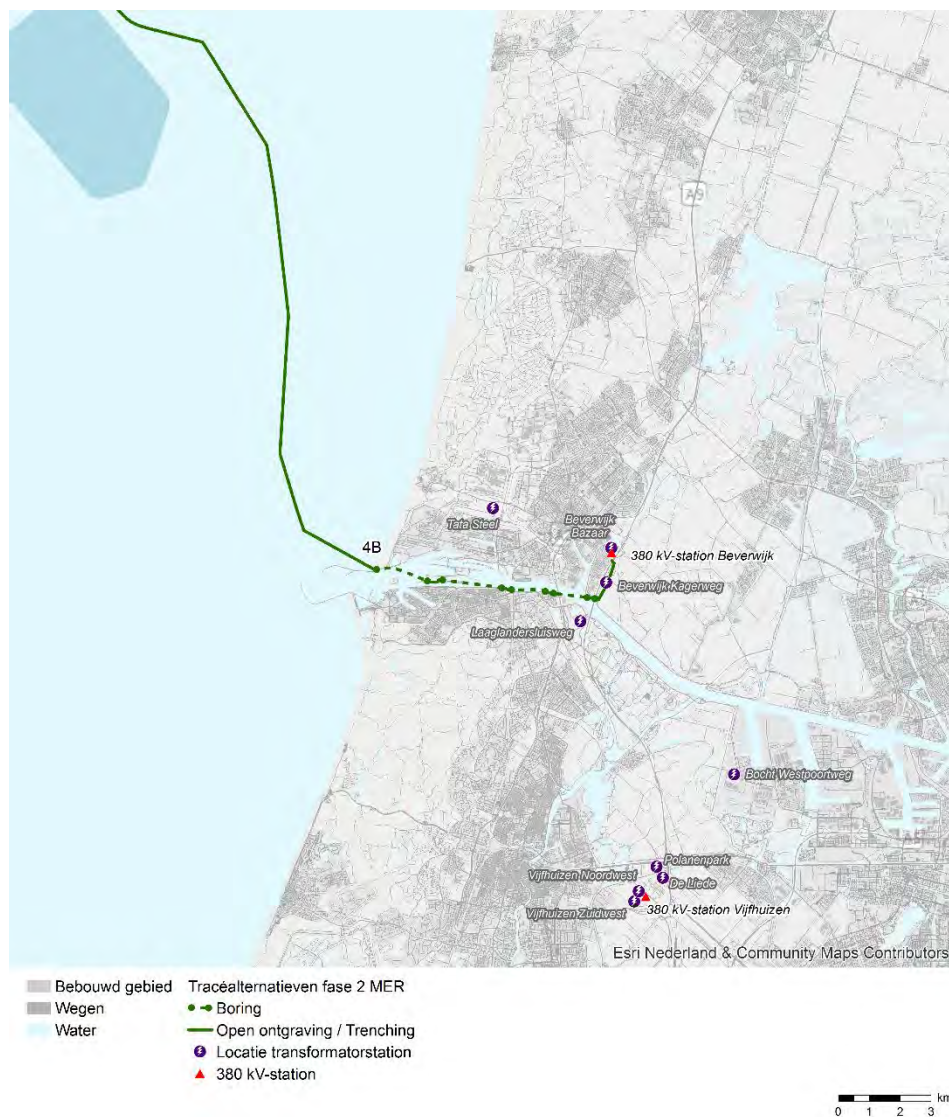 A9
4B
Tata Steel
Beverwijk
Bazaar
380 kV-station Beverwijk
Beverwijk Kagerweg
Laaglandersluisweg
Bocht Westpoortweg
Polanenpark
Vijfhuizen Noordwest
De Liede
Vijfhuizen Zuidwest
380 kV-station Vijfhuizen
Esri Nederland & Community Maps Contributors
Bebouwd gebied
Wegen
Water
Tracéalternatieven fase 2 MER
Boring
Open ontgraving / Trenching
Locatie transformatorstation
380 kV-station
km
0 1 2 3